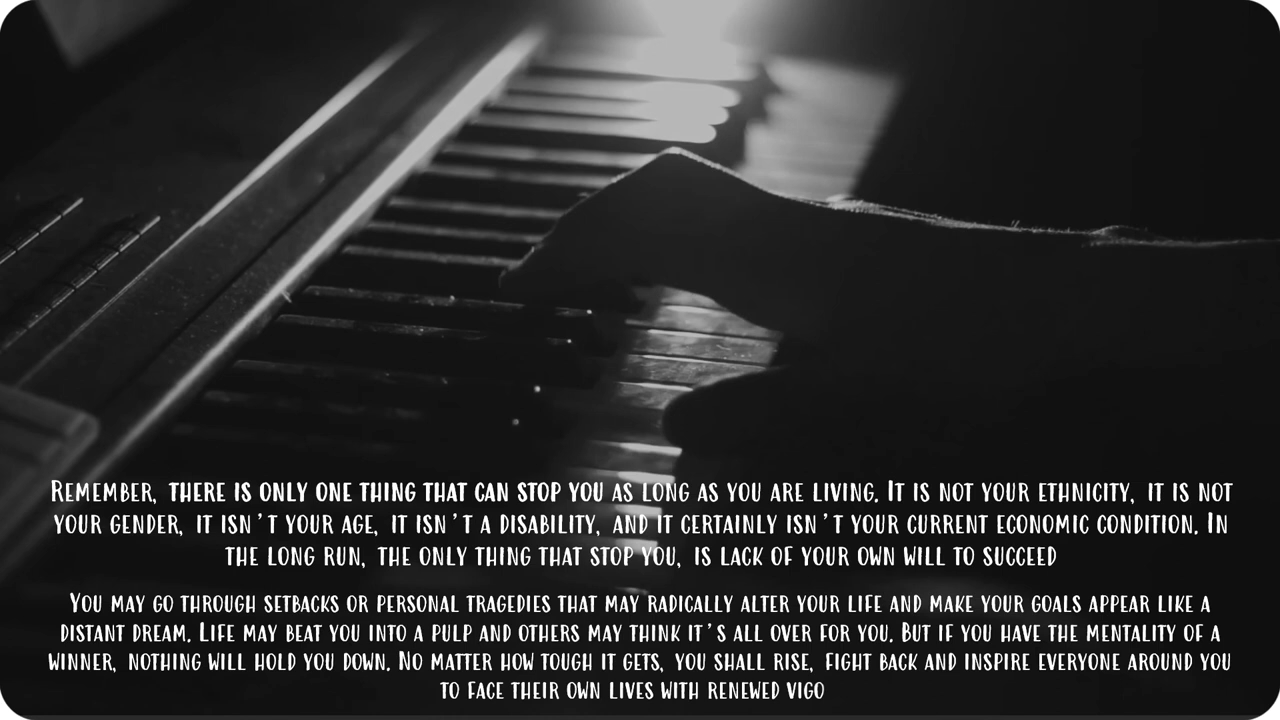 Remember, there is only one thing that can stop you as long as you are living. It is not your ethnicity, it is not
your gender, it isn't your age, it isn't a disability, and it certainly isn't your current economic condition. In
the long run, the only thing that stop you, is lack of your own will to succeed
You may go through setbacks or personal tragedies that may radically alter your life and make your goals appear like a
distant dream. Life may beat you into a pulp and others may think it's all over for you. But if you have the mentality of a
winner, nothing will hold you down. No matter how tough it gets, you shall rise, fight back and inspire everyone around you
to face their own lives with renewed vigo